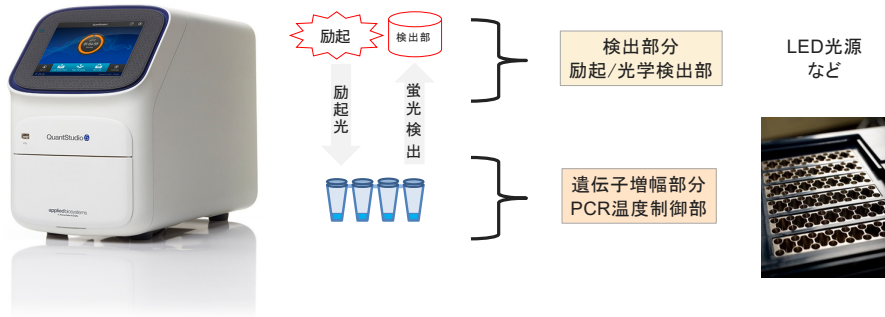 励起
検出部
励起光
蛍光検出
検出部分
励起/光学検出部
遺伝子増幅部分
PCR温度制御部
LED光源
など
QuantStudio 6
appliedbiosystems